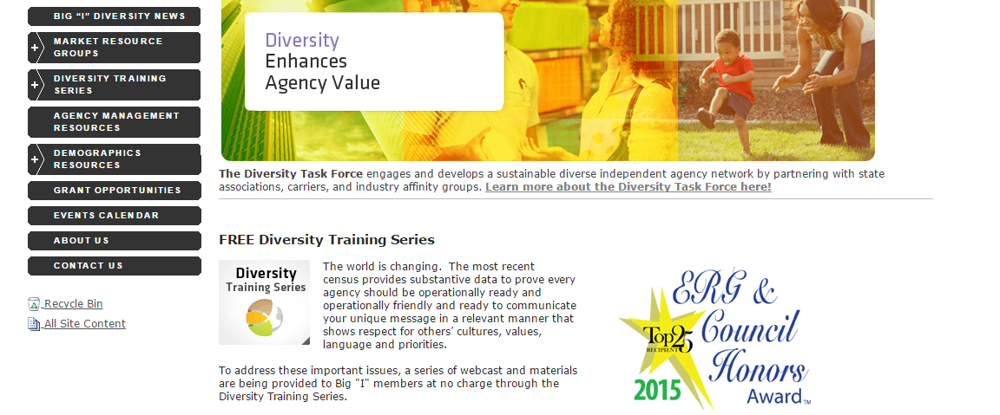 BIG “I” DIVERSITY NEWS
MARKET RESOURCE
GROUPS
DIVERSITY TRAINING
SERIES
AGENCY MANAGEMENT
RESOURCES
DEMOGRAPHICS
RESOURCES
GRANT OPPORTUNITIES
EVENTS CALENDAR
ABOUT US
CONTACT US
Recycle Bin
All Site Content
Diversity
Enhances
Agency Value
The Diversity Task Force engages and develops a sustainable diverse independent agency network by partnering with state
associations, carriers, and industry affinity groups. Learn more about the Diversity Task Force here!
FREE Diversity Training Series
Diversity
Training Series
The world is changing.  The most recent
census provides substantive data to prove every
agency should be operationally ready and
operationally friendly and ready to communicate
your unique message in a relevant manner that
shows respect for others’ cultures, values,
language and priorities.
To address these important issues, a series of webcast and materials
are being provided to Big "I" members at no charge through the
Diversity Training Series.
ERG &
Council
Honors
Award™
Top25
RECIPIENT
2015